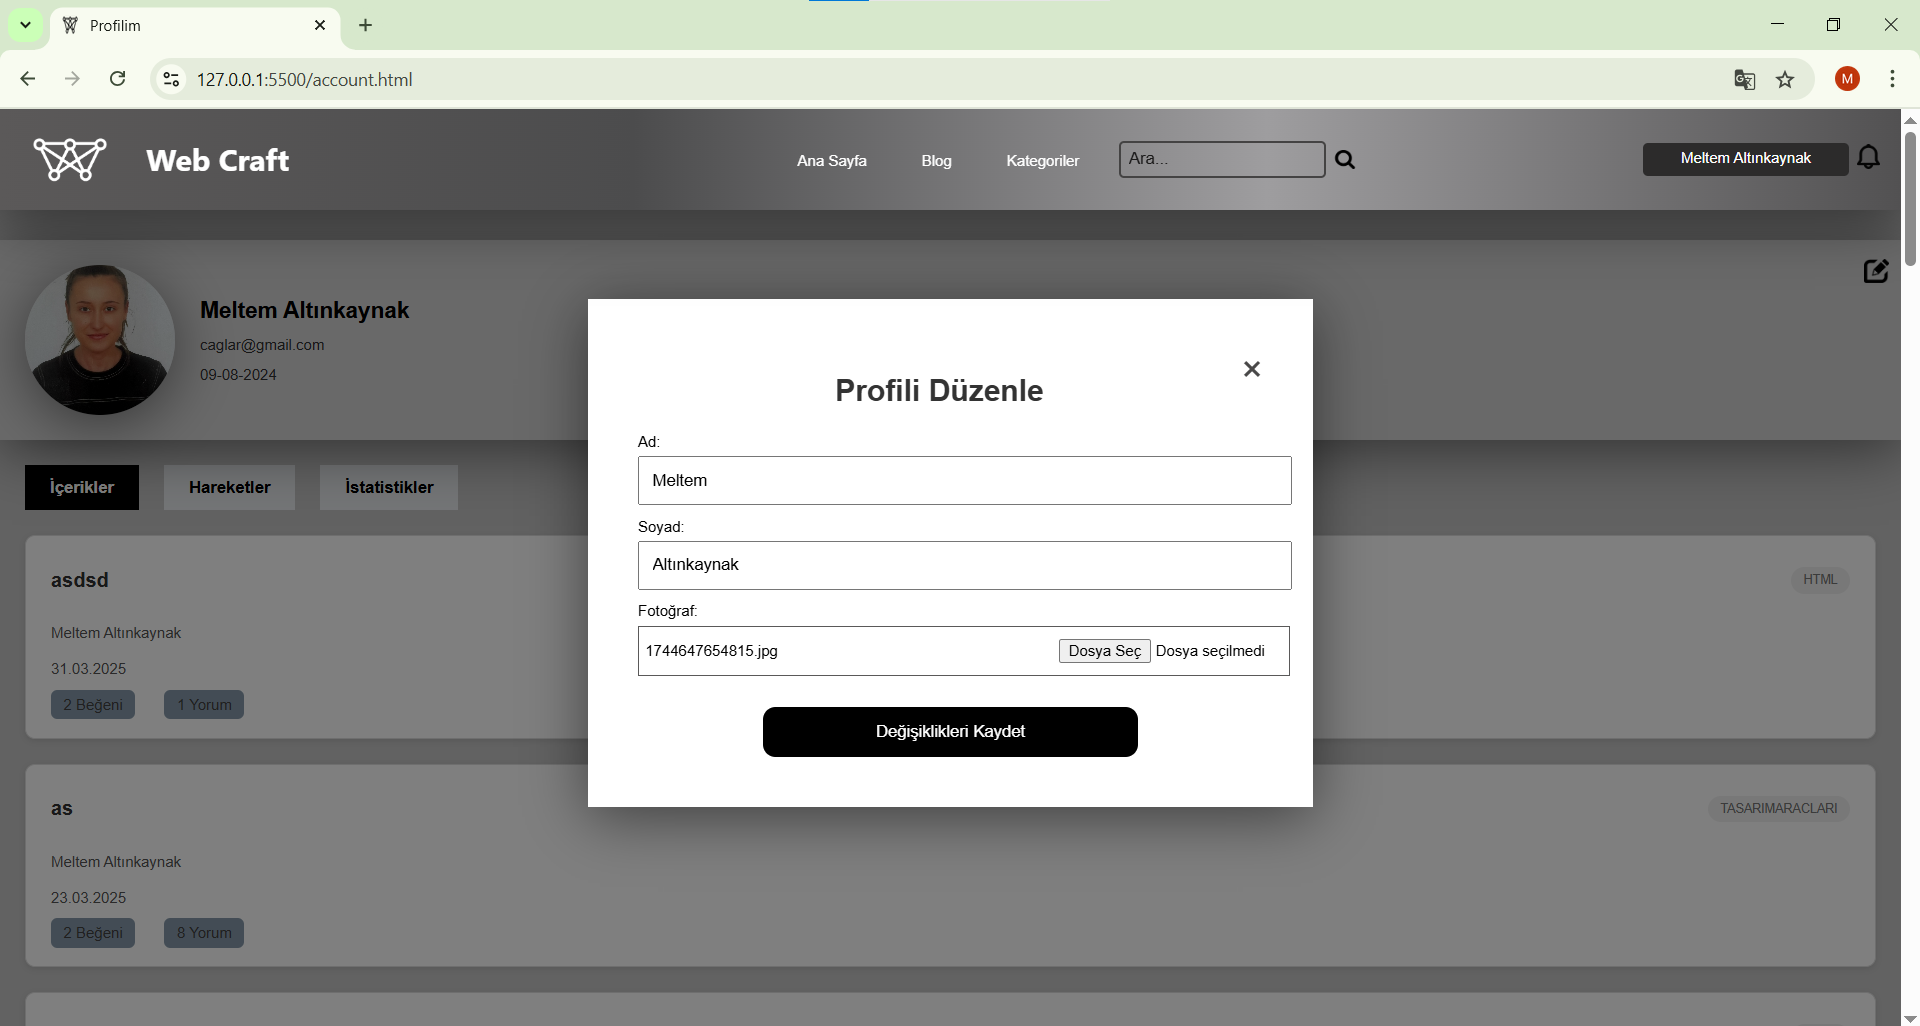 Profilim
127.0.0.1:5500/account.html
M
Web Craft
Ana Sayfa
Blog
Kategoriler
Ara...
Meltem Altınkaynak
Meltem Altınkaynak
caglar@gmail.com
09-08-2024
Profili Düzenle
Ad:
Meltem
Soyad:
Altınkaynak
Fotoğraf:
1744647654815.jpg
Dosya Seç Dosya seçilmedi
Değişiklikleri Kaydet
İçerikler
Hareketler
İstatistikler
asdsd
HTML
Meltem Altınkaynak
31.03.2025
2 Beğeni
1 Yorum
as
TASARIMARACLARI
Meltem Altınkaynak
23.03.2025
2 Beğeni
8 Yorum